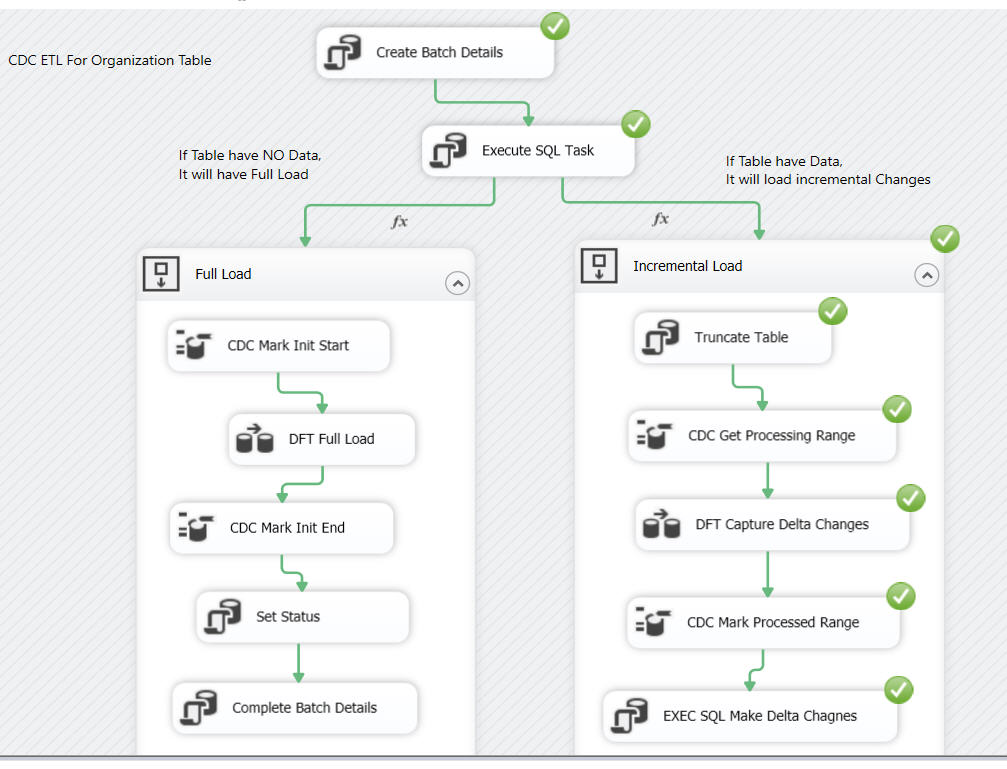 Create Batch Details
CDC ETL For Organization Table
Execute SQL Task
If Table have NO Data,
It will have Full Load
If Table have Data,
It will load incremental Changes
fx
fx
Full Load
CDC Mark Init Start
DFT Full Load
CDC Mark Init End
Set Status
Complete Batch Details
Incremental Load
Truncate Table
CDC Get Processing Range
DFT Capture Delta Changes
CDC Mark Processed Range
EXEC SQL Make Delta Chagnes